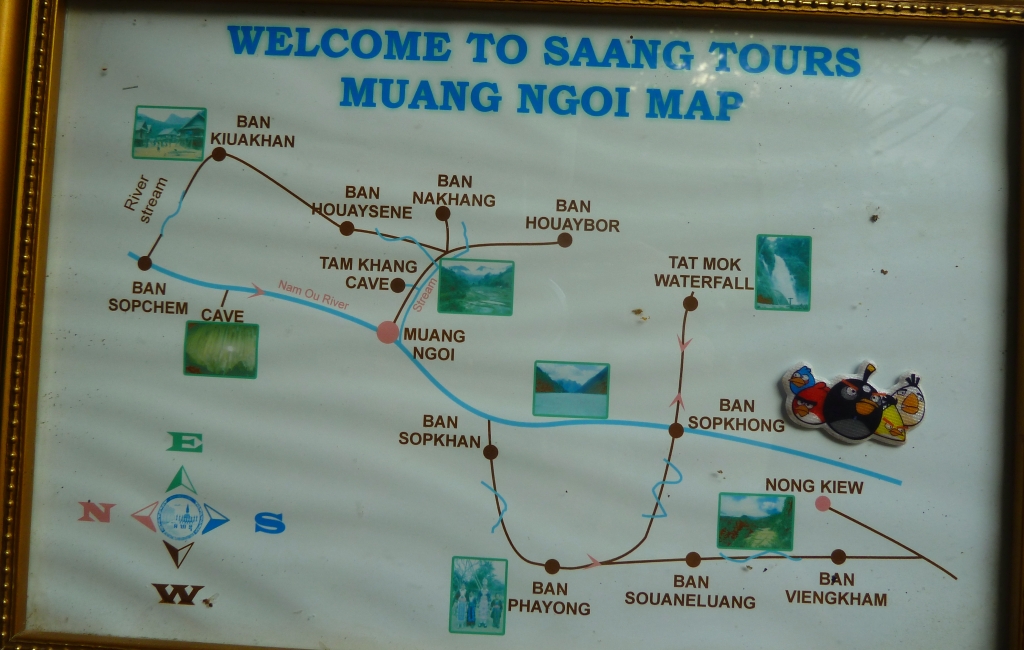 WELCOME TO SAANG TOURS
MUANG NGOI MAP
BAN
KIUAKHAN
River
stream
BAN
HOUAYSENE
BAN
NAKHANG
BAN
HOUAYBOR
TAM KHANG
CAVE
TAT MOK
WATERFALL
BAN
SOPCHEM
CAVE
Nam Ou River
Stream
MUANG
NGOI
BAN
SOPKHAN
BAN
SOPKHONG
E
N
S
W
NONG KIEW
BAN
PHAYONG
BAN
SOUANELUANG
BAN
VIENGKHAM